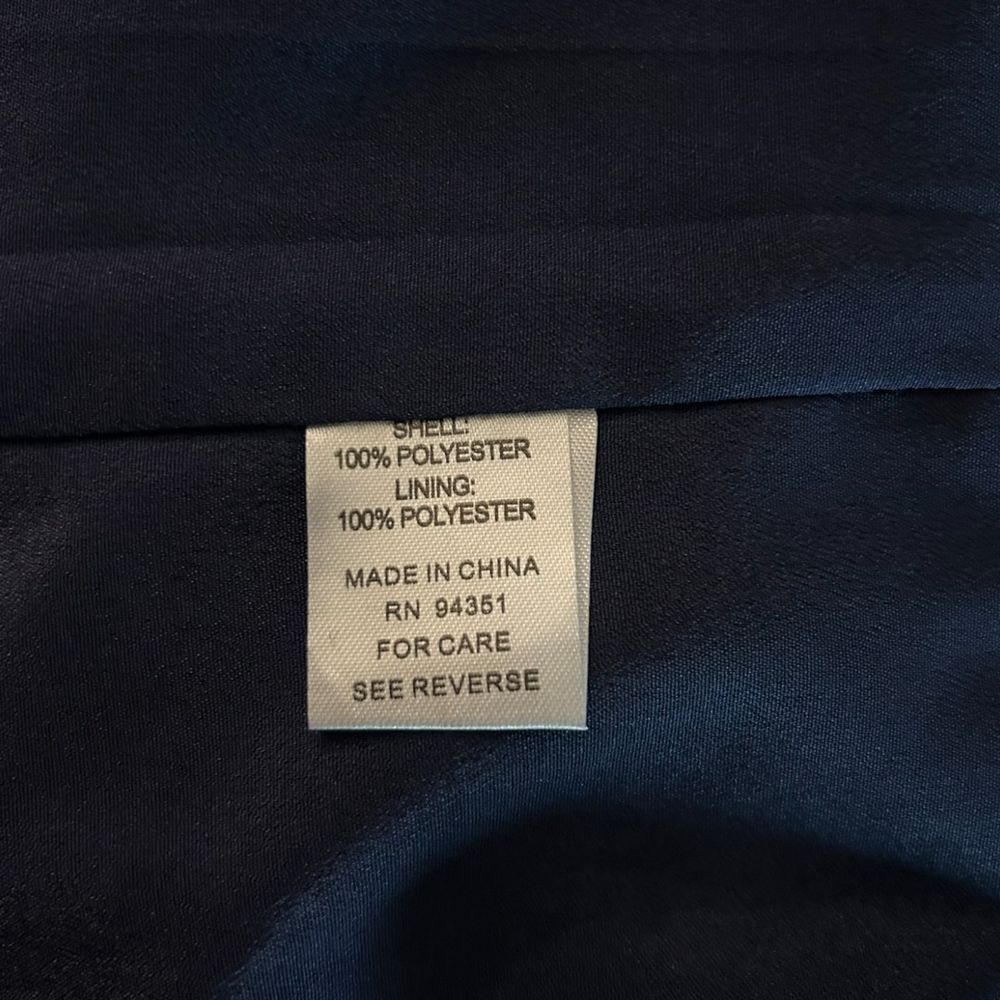 SHELL:
100% POLYESTER
LINING:
100% POLYESTER
MADE IN CHINA
RN 94351
FOR CARE
SEE REVERSE